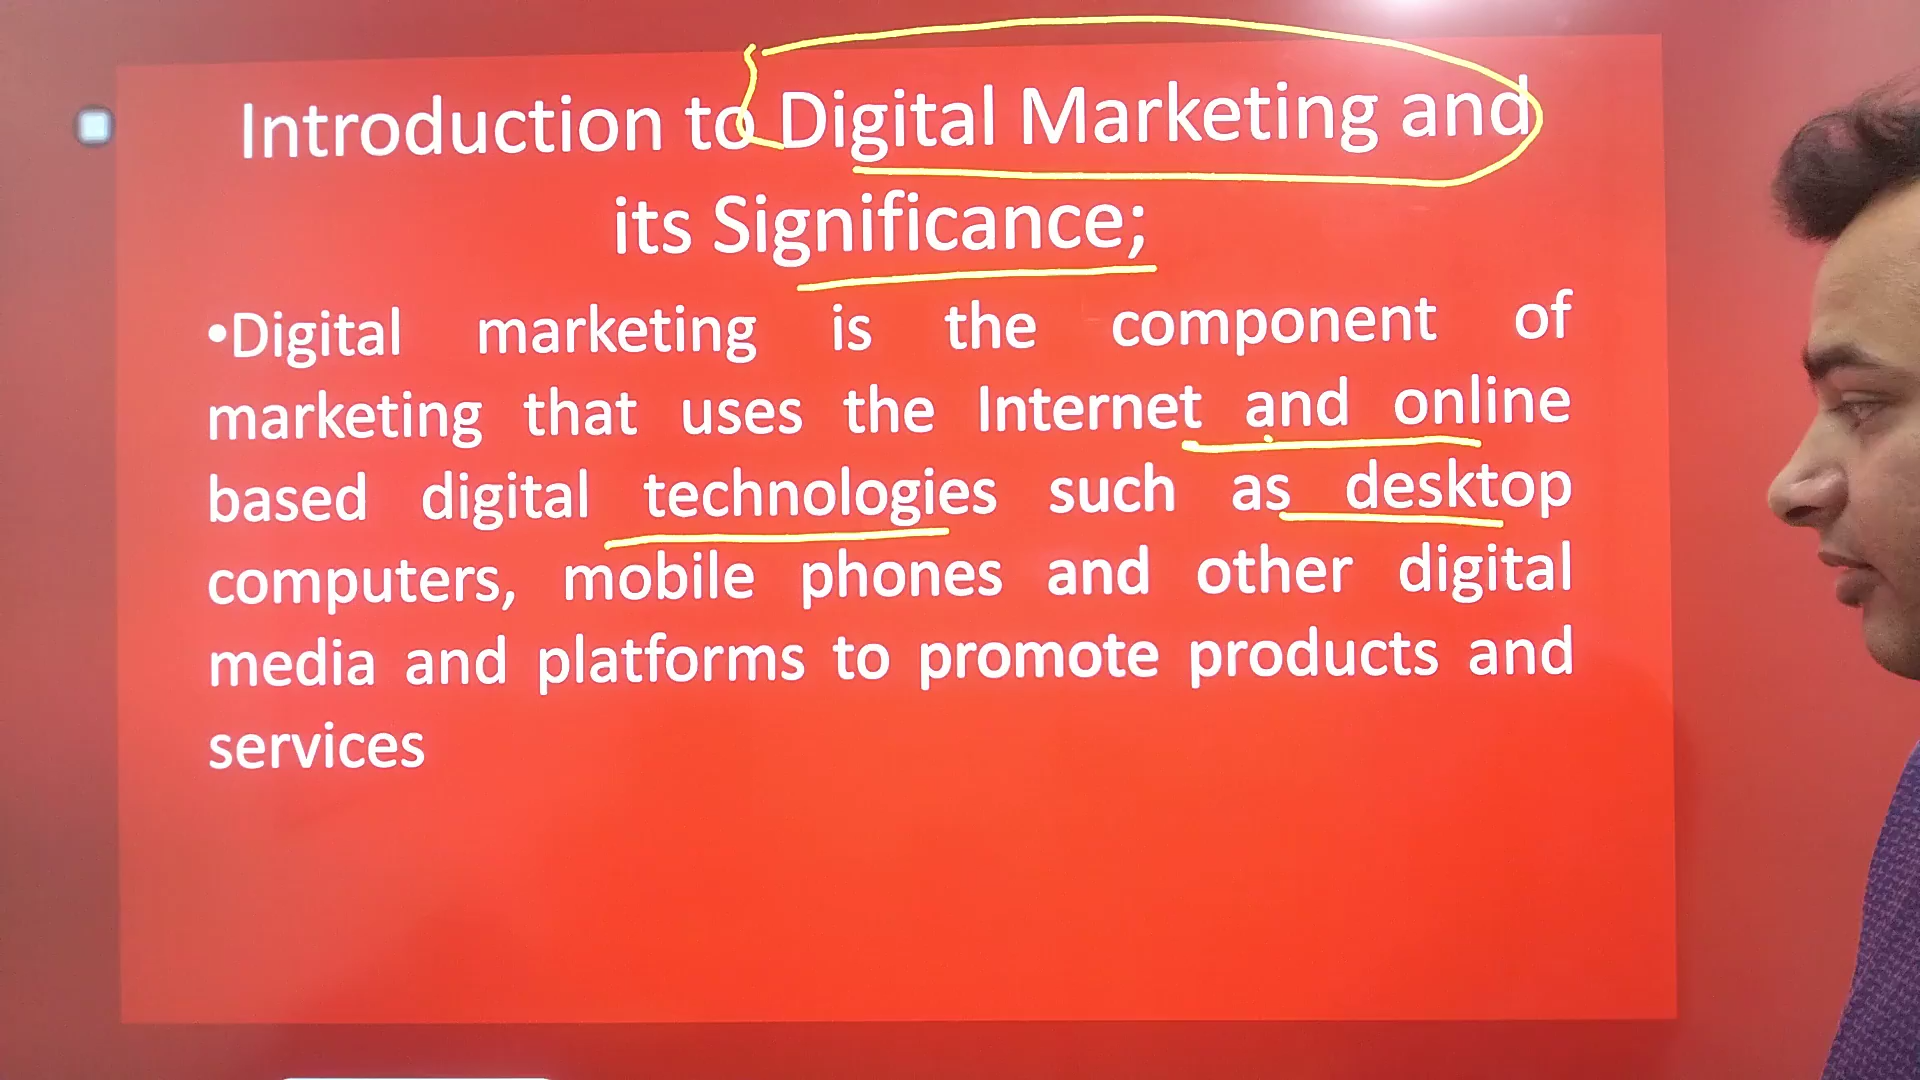 Introduction to Digital Marketing and
its Significance;
•Digital marketing is the component of
marketing that uses the Internet and online
based digital technologies such as desktop
computers, mobile phones and other digital
media and platforms to promote products and
services